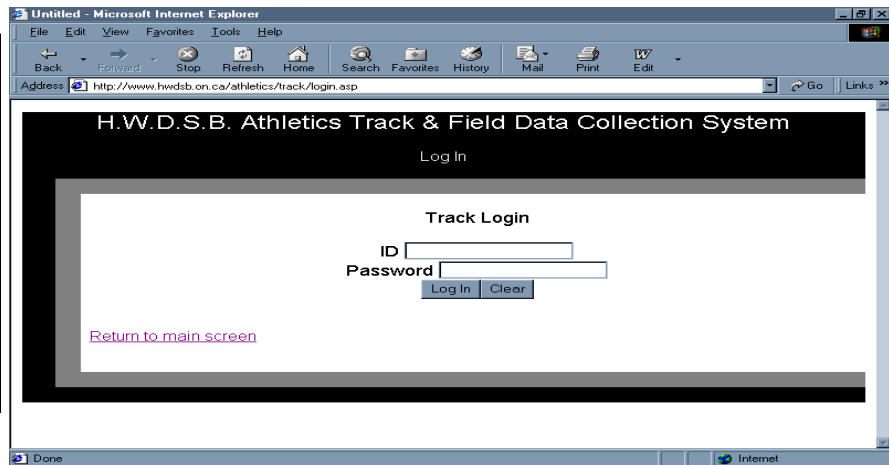 Untitled - Microsoft Internet Explorer
File Edit View Favorites Tools Help
Back Forward Stop Refresh Home Search Favorites History Mail Print Edit
Address http://www.hwdsb.on.ca/athletics/track/login.asp Go Links »
H.W.D.S.B. Athletics Track & Field Data Collection System
Log In
Track Login
ID
Password
Log In Clear
Return to main screen
Done Internet